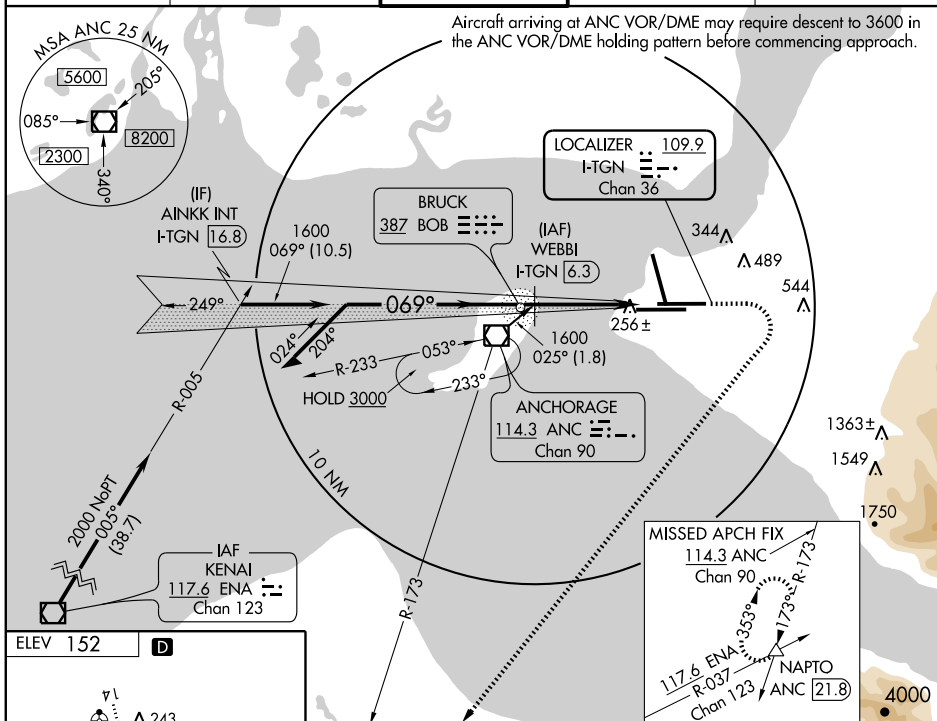 Aircraft arriving at ANC VOR/DME may require descent to 3600 in
the ANC VOR/DME holding pattern before commencing approach.
MSA ANC 25 NM
5600
205°
085°
8200
2300
340°
LOCALIZER 109.9
I-TGN
Chan 36
(IF)
AINKK INT
I-TGN 16.8
1600
069° (10.5)
BRUCK
387 BOB
(IAF)
WEBBI
I-TGN 6.3
344
489
544
249°
069°
256 ±
024°
204°
R-233
053°
1600
025° (1.8)
HOLD 3000
233°
ANCHORAGE
114.3 ANC
Chan 90
R-005
10 NM
1363 ±
1549
1750
2000 NoPT
005°
(38.7)
IAF
KENAI
117.6 ENA
Chan 123
R-173
MISSED APCH FIX
114.3 ANC
Chan 90
R-173
353°
173°
117.6 ENA
R-037
Chan 123
NAPTO
ANC 21.8
4000
ELEV 152
D
14
243